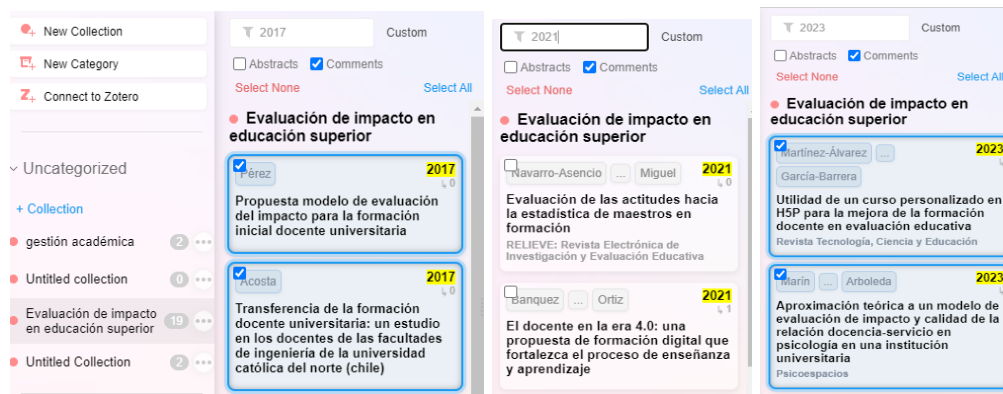 New Collection
New Category
Connect to Zotero
Uncategorized
+ Collection
gestión académica 2
Untitled collection 0
Evaluación de impacto
en educación superior 19
Untitled Collection 2
2017 Custom
Abstracts Comments
Select None Select All
Evaluación de impacto en
educación superior
Pérez 2017
0
Propuesta modelo de evaluación
del impacto para la formación
inicial docente universitaria
Acosta 2017
0
Transferencia de la formación
docente universitaria: un estudio
en los docentes de las facultades
de ingeniería de la universidad
católica del norte (chile)
2021 Custom
Abstracts Comments
Select None Select All
Evaluación de impacto en
educación superior
Navarro-Asencio ... Miguel 2021
0
Evaluación de las actitudes hacia
la estadística de maestros en
formación
RELIEVE: Revista Electrónica de
Investigación y Evaluación Educativa
Banquez ... Ortiz 2021
1
El docente en la era 4.0: una
propuesta de formación digital que
fortalezca el proceso de enseñanza
y aprendizaje
2023 Custom
Abstracts Comments
Select None Select All
Evaluación de impacto en
educación superior
Martínez-Álvarez ... 2023
García-Barrera
Utilidad de un curso personalizado en
H5P para la mejora de la formación
docente en evaluación educativa
Revista Tecnología, Ciencia y Educación
Marín ... Arboleda 2023
Aproximación teórica a un modelo de
evaluación de impacto y calidad de la
relación docencia-servicio en
psicología en una institución
universitaria
Psicoespacios